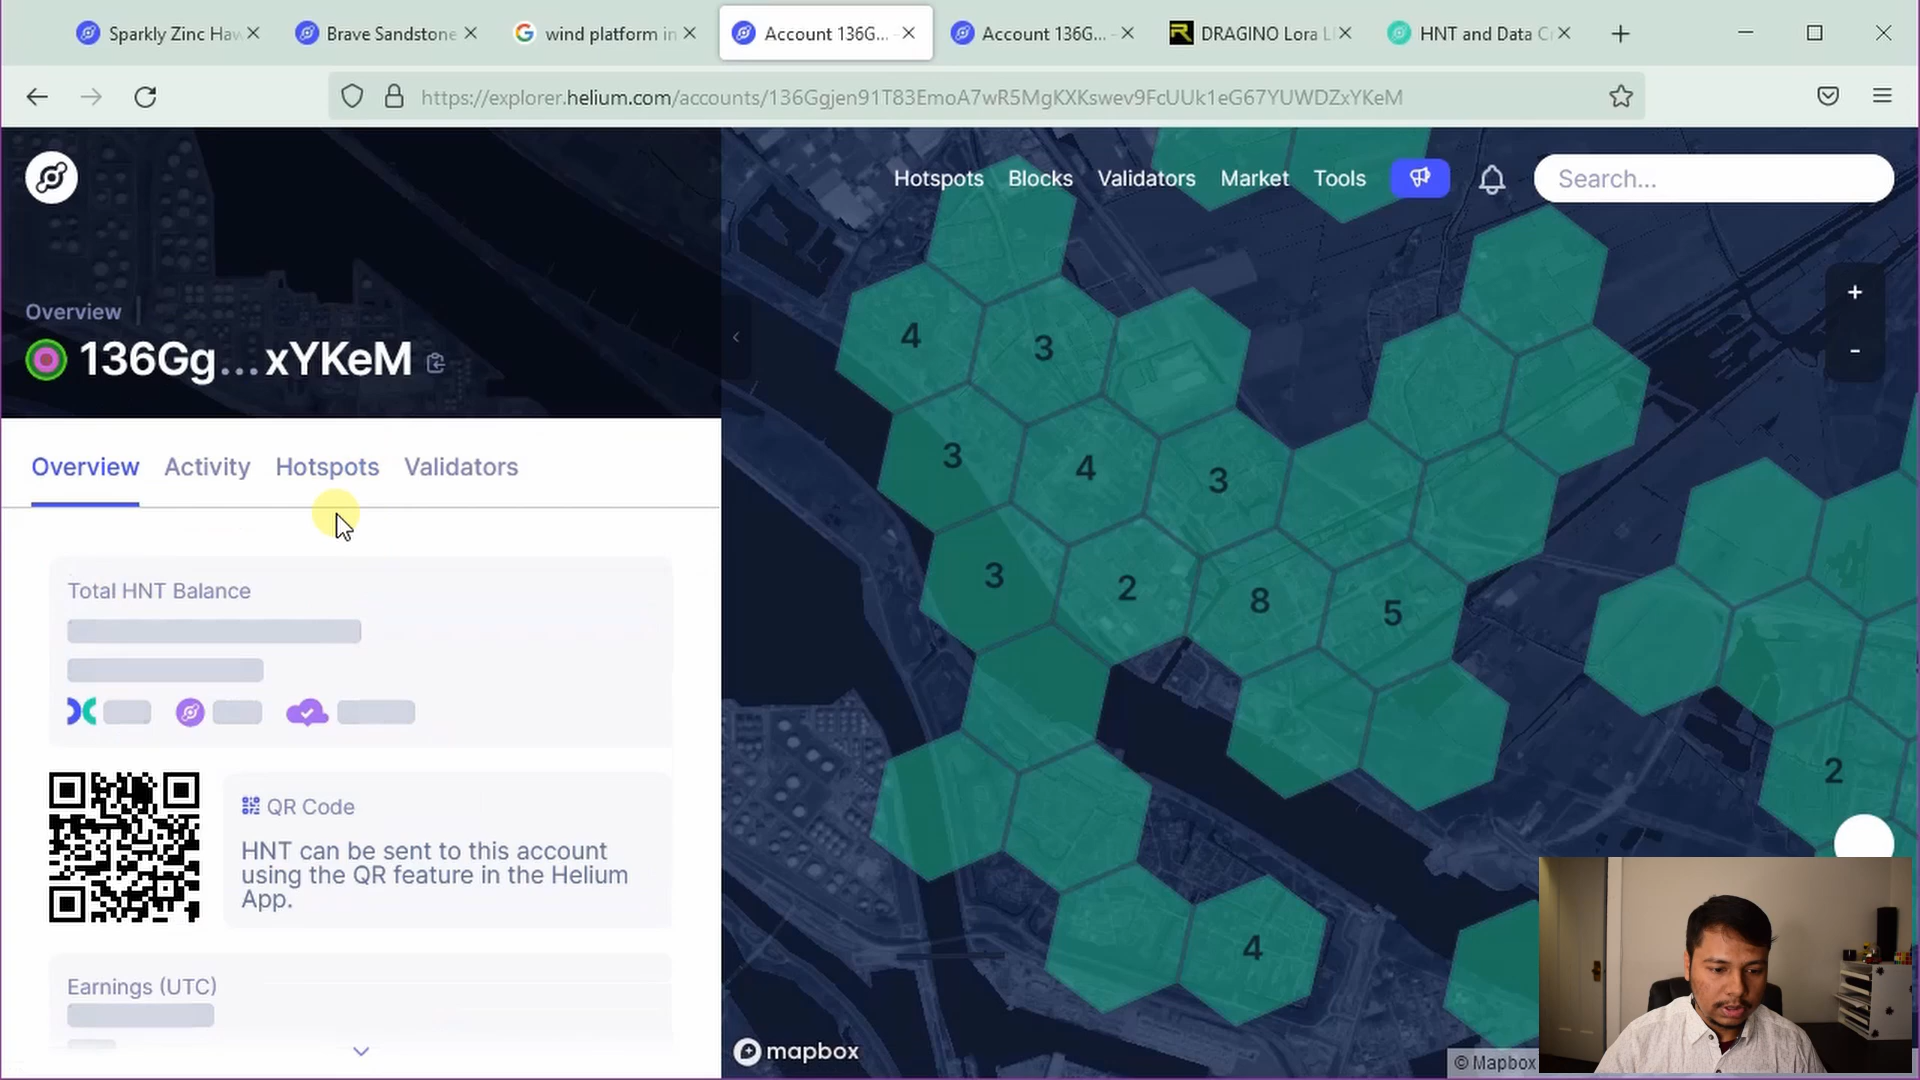 Sparkly Zinc Haw
Brave Sandstone
wind platform in
Account 136G... -
Account 136G... -
DRAGINO Lora L
HNT and Data C
https://explorer.helium.com/accounts/136Ggjen91T83EmoA7wR5MgKXKswev9FcUUk1eG67YUWDZxYKeM
Hotspots Blocks Validators Market Tools
Search...
Overview
136Gg...xYKeM
Overview Activity Hotspots Validators
Total HNT Balance
QR Code
HNT can be sent to this account
using the QR feature in the Helium
App.
Earnings (UTC)
+
-
4
3
3
4
3
3
2
8
5
2
4
mapbox
© Mapbox